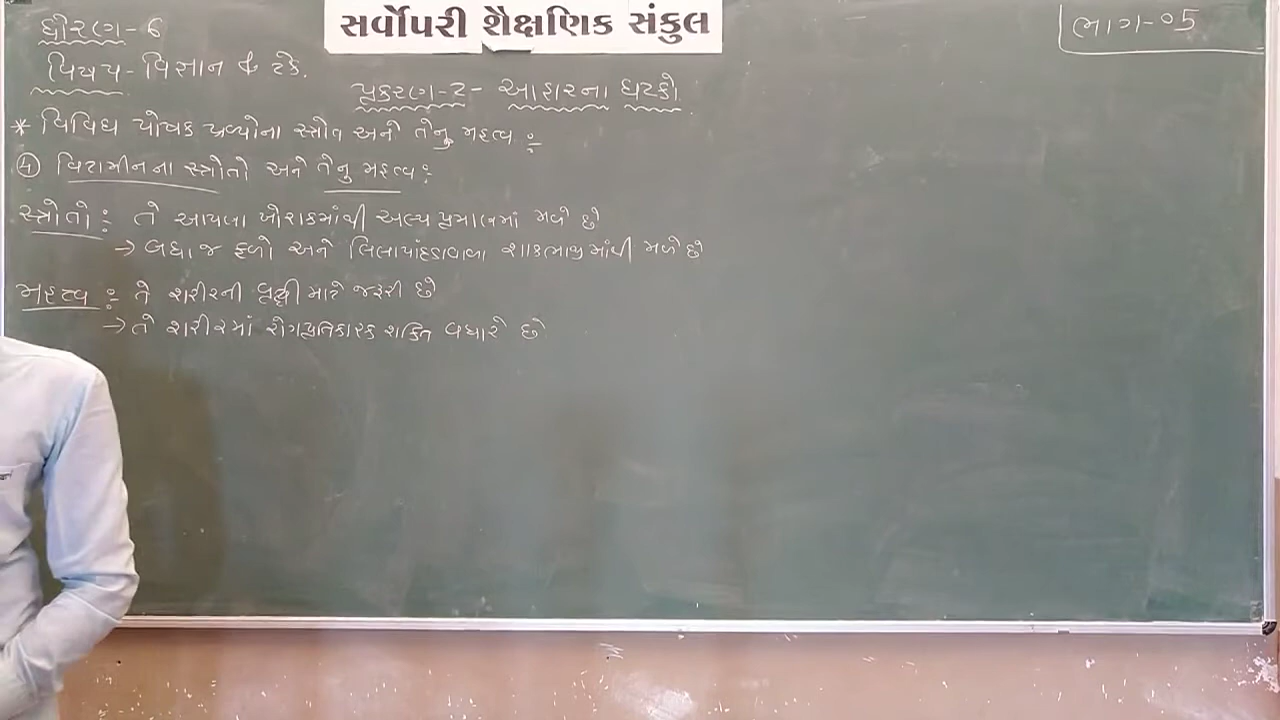 સર્વોપરી શૈક્ષણિક સંકુલ
ધોરણ-6
ભાગ-05
વિષય-વિજ્ઞાન & ટેક.
પ્રકરણ-2- આહારના ઘટકો.
* વિવિધ પોષક દ્રવ્યોના સ્ત્રોત અને તેનુ મહત્વ :
④ વિટામીનના સ્ત્રોતો અને તેનુ મહત્વ :
સ્ત્રોતો : તે આપણા ખોરાકમાંથી અલ્પ પ્રમાણમાં મળે છે
→ બધા જ ફળો અને લિલાપાંદડાવાળા શાકભાજીમાંથી મળે છે
મહત્વ : તે શરીરની વૃદ્ધી માટે જરૂરી છે
→ તે શરીરમાં રોગપ્રતિકારક શક્તિ વધારે છે